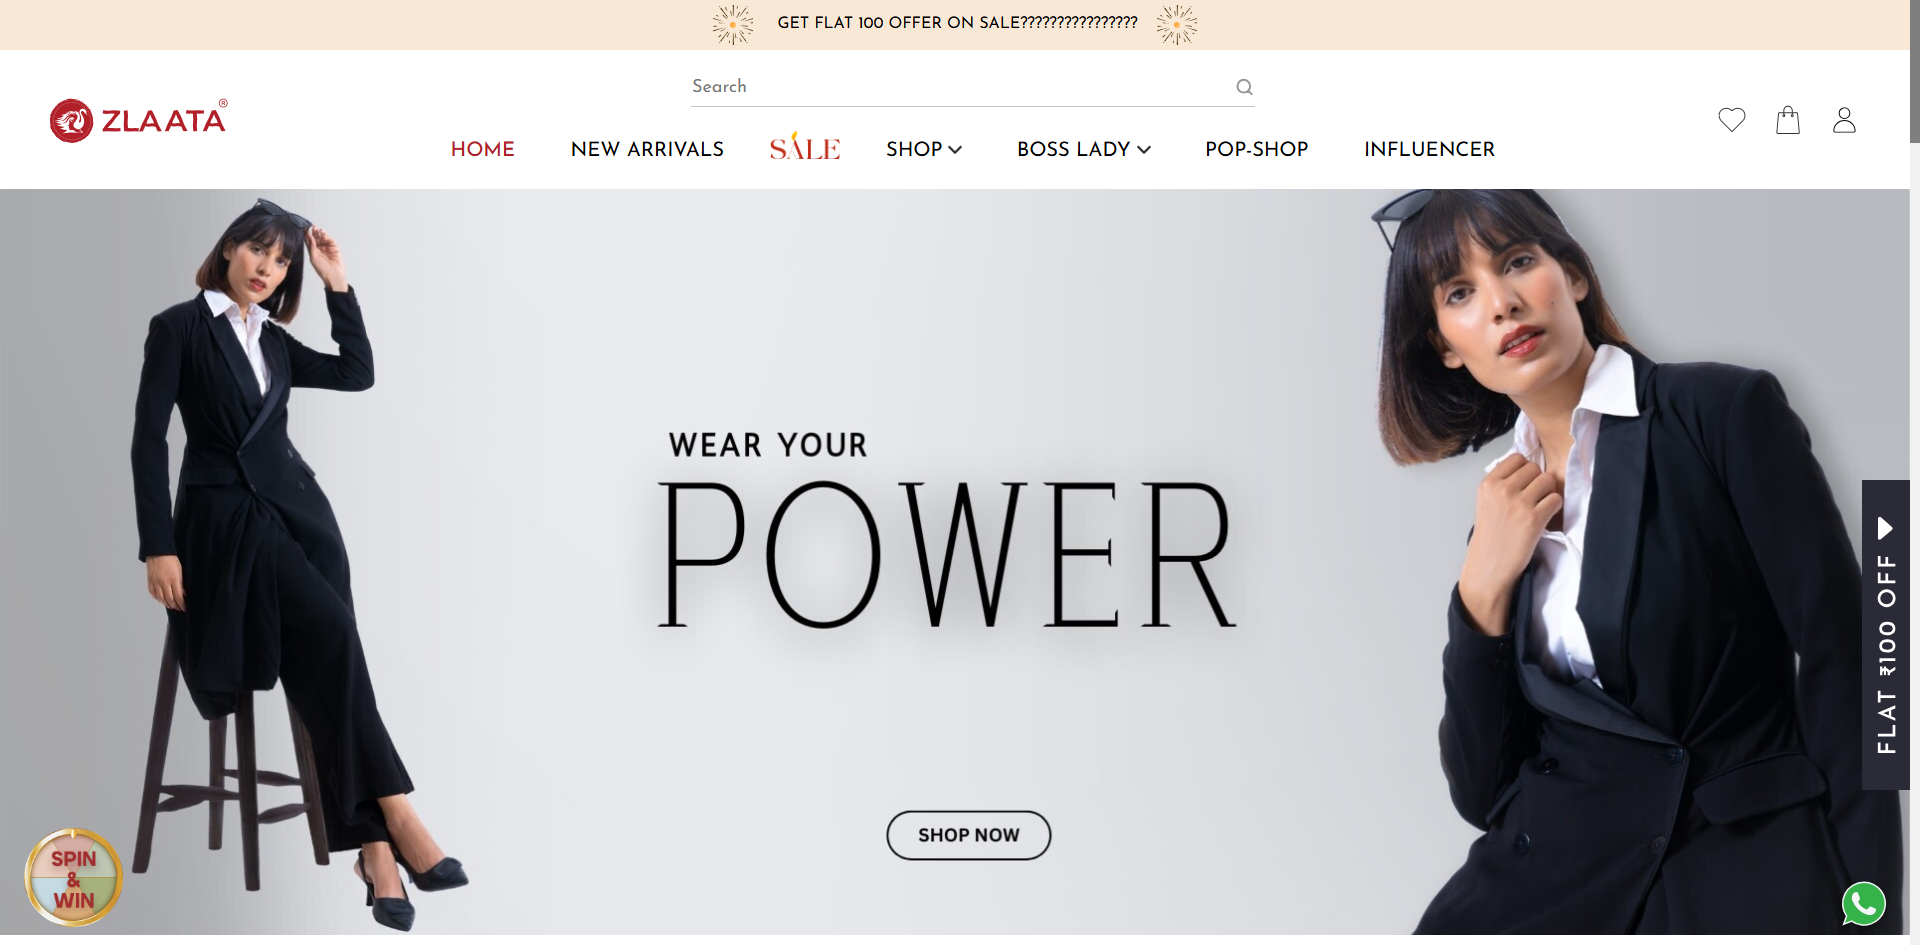 GET FLAT 100 OFFER ON SALE????????????????
Search
ZLAATA®
HOME NEW ARRIVALS SALE SHOP BOSS LADY POP-SHOP INFLUENCER
WEAR YOUR
POWER
SHOP NOW
FLAT ₹100 OFF
SPIN
&
WIN